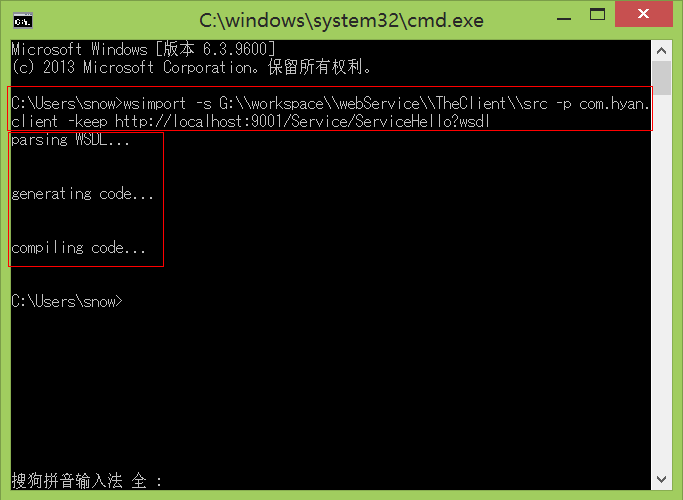 C:\windows\system32\cmd.exe
Microsoft Windows [版本 6.3.9600]
(c) 2013 Microsoft Corporation。保留所有权利。
C:\Users\snow>wsimport -s G:\\workspace\\webService\\TheClient\\src -p com.hyan.
client -keep http://localhost:9001/Service/ServiceHello?wsdl
parsing WSDL...
generating code...
compiling code...
C:\Users\snow>
搜狗拼音输入法 全 :